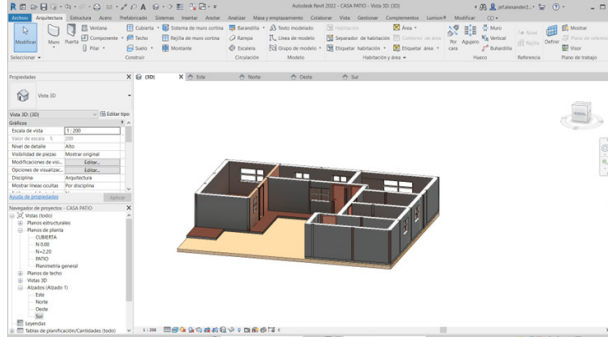 Autodesk Revit 2022 - CASA PATIO - Vista 3D: {3D}
Archivo Arquitectura Estructura Acero Prefabricado Sistemas Insertar Anotar Analizar Masa y emplazamiento Colaborar Vista Gestionar Complementos Lumion® Modificar
Modificar
Muro
Puerta
Ventana
Componente
Pilar
Cubierta
Techo
Suelo
Sistema de muro cortina
Rejilla de muro cortina
Montante
Barandilla
Rampa
Escalera
Texto modelado
Línea de modelo
Grupo de modelo
Habitación
Separador de habitación
Etiquetar habitación
Área
Etiquetar área
Por cara
Muro
Vertical
Buhardilla
Definir
Mostrar
Visor
Seleccionar
Construir
Circulación
Modelo
Habitación y área
Hueco
Referencia
Plano de trabajo
Propiedades
{3D}
Este
Norte
Oeste
Sur
Vista 3D
Vista 3D: {3D}
Editar tipo
Gráficos
Escala de vista 1 : 200
Valor de escala 1: 200
Nivel de detalle Alto
Visibilidad de piezas Mostrar original
Modificaciones de visi... Editar...
Opciones de visualizac... Editar...
Disciplina Arquitectura
Mostrar líneas ocultas Por disciplina
Ayuda de propiedades
Aplicar
Navegador de proyectos - CASA PATIO
Vistas (todo)
Planos estructurales
Planos de planta
CUBIERTA
N 0.00
N+2.20
PATIO
Planimetría general
Planos de techo
Vistas 3D
Alzados (Alzado 1)
Este
Norte
Oeste
Sur
Leyendas
Tablas de planificación/Cantidades (todo)
1 : 200